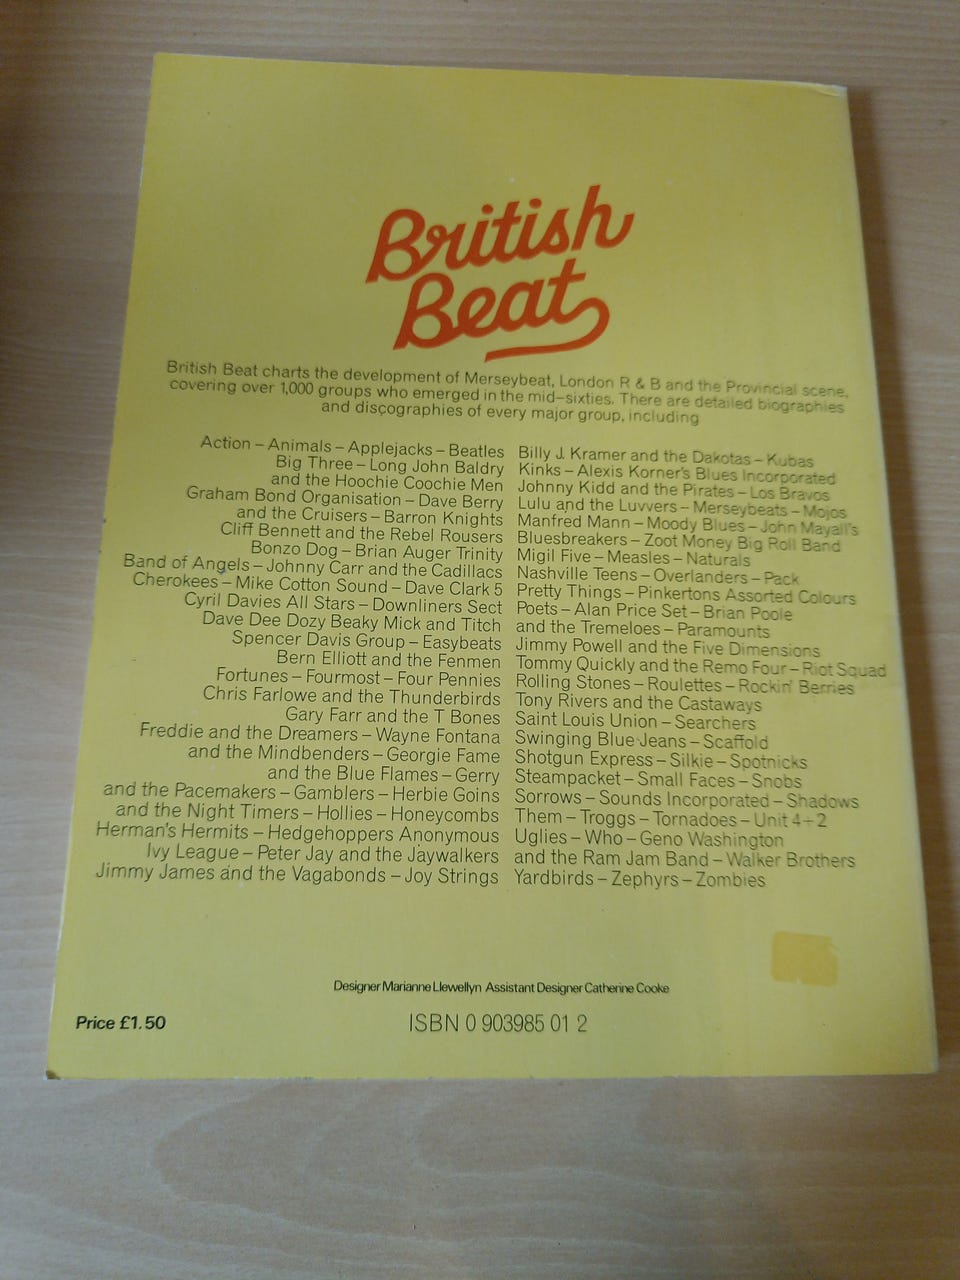 British
Beat
British Beat charts the development of Merseybeat, London R & B and the Provincial scene,
covering over 1,000 groups who emerged in the mid-sixties. There are detailed biographies
and discographies of every major group, including
Action – Animals – Applejacks – Beatles
Big Three – Long John Baldry
and the Hoochie Coochie Men
Graham Bond Organisation – Dave Berry
and the Cruisers – Barron Knights
Cliff Bennett and the Rebel Rousers
Bonzo Dog – Brian Auger Trinity
Band of Angels – Johnny Carr and the Cadillacs
Cherokees – Mike Cotton Sound – Dave Clark 5
Cyril Davies All Stars – Downliners Sect
Dave Dee Dozy Beaky Mick and Titch
Spencer Davis Group – Easybeats
Bern Elliott and the Fenmen
Fortunes – Fourmost – Four Pennies
Chris Farlowe and the Thunderbirds
Gary Farr and the T Bones
Freddie and the Dreamers – Wayne Fontana
and the Mindbenders – Georgie Fame
and the Blue Flames – Gerry
and the Pacemakers – Gamblers – Herbie Goins
and the Night Timers – Hollies – Honeycombs
Herman's Hermits – Hedgehoppers Anonymous
Ivy League – Peter Jay and the Jaywalkers
Jimmy James and the Vagabonds – Joy Strings
Billy J. Kramer and the Dakotas – Kubas
Kinks – Alexis Korner's Blues Incorporated
Johnny Kidd and the Pirates – Los Bravos
Lulu and the Luvvers – Merseybeats – Mojos
Manfred Mann – Moody Blues – John Mayall's
Bluesbreakers – Zoot Money Big Roll Band
Migil Five – Measles – Naturals
Nashville Teens – Overlanders – Pack
Pretty Things – Pinkertons Assorted Colours
Poets – Alan Price Set – Brian Poole
and the Tremeloes – Paramounts
Jimmy Powell and the Five Dimensions
Tommy Quickly and the Remo Four – Riot Squad
Rolling Stones – Roulettes – Rockin' Berries
Tony Rivers and the Castaways
Saint Louis Union – Searchers
Swinging Blue Jeans – Scaffold
Shotgun Express – Silkie – Spotnicks
Steampacket – Small Faces – Snobs
Sorrows – Sounds Incorporated – Shadows
Them – Troggs – Tornadoes – Unit 4+2
Uglies – Who – Geno Washington
and the Ram Jam Band – Walker Brothers
Yardbirds – Zephyrs – Zombies
Designer Marianne Llewellyn Assistant Designer Catherine Cooke
Price £1.50
ISBN 0 903985 01 2